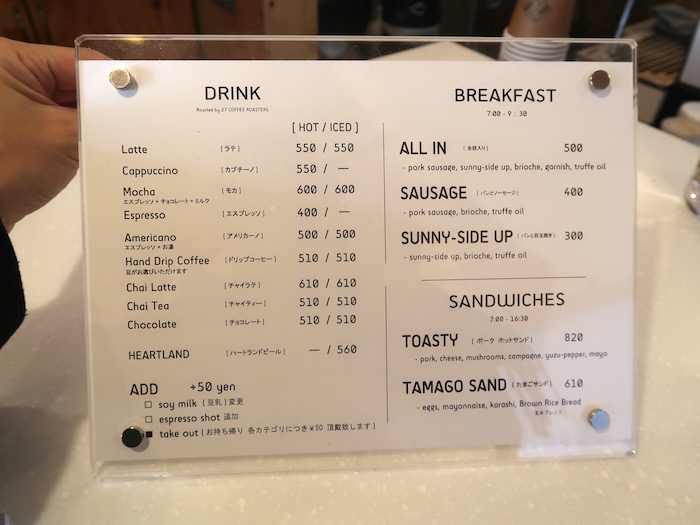 DRINK
Roasted by 27 COFFEE ROASTERS
[ HOT / ICED ]
Latte [ラテ] 550 / 550
Cappuccino [カプチーノ] 550 / —
Mocha [モカ] 600 / 600
エスプレッソ + チョコレート + ミルク
Espresso [エスプレッソ] 400 / —
Americano [アメリカーノ] 500 / 500
エスプレッソ + お湯
Hand Drip Coffee [ドリップコーヒー] 510 / 510
豆がお選びいただけます
Chai Latte [チャイラテ] 610 / 610
Chai Tea [チャイティー] 510 / 510
Chocolate [チョコレート] 510 / 510
HEARTLAND [ハートランドビール] — / 560
ADD +50 yen
□ soy milk [豆乳] 変更
□ espresso shot 追加
■ take out [お持ち帰り 各カテゴリにつき¥50 頂戴致します]
BREAKFAST
7:00 - 9 : 30
ALL IN [全部入り] 500
- pork sausage, sunny-side up, brioche, garnish, truffe oil
SAUSAGE [パンとソーセージ] 400
- pork sausage, brioche, truffe oil
SUNNY-SIDE UP [パンと目玉焼き] 300
- sunny-side up, brioche, truffe oil
SANDWICHES
7:00 - 16:30
TOASTY [ポーク ホットサンド] 820
- pork, cheese, mushrooms, campagne, yuzu-pepper, mayo
TAMAGO SAND [たまごサンド] 610
- eggs, mayonnaise, karashi, Brown Rice Bread
玄米ブレッド